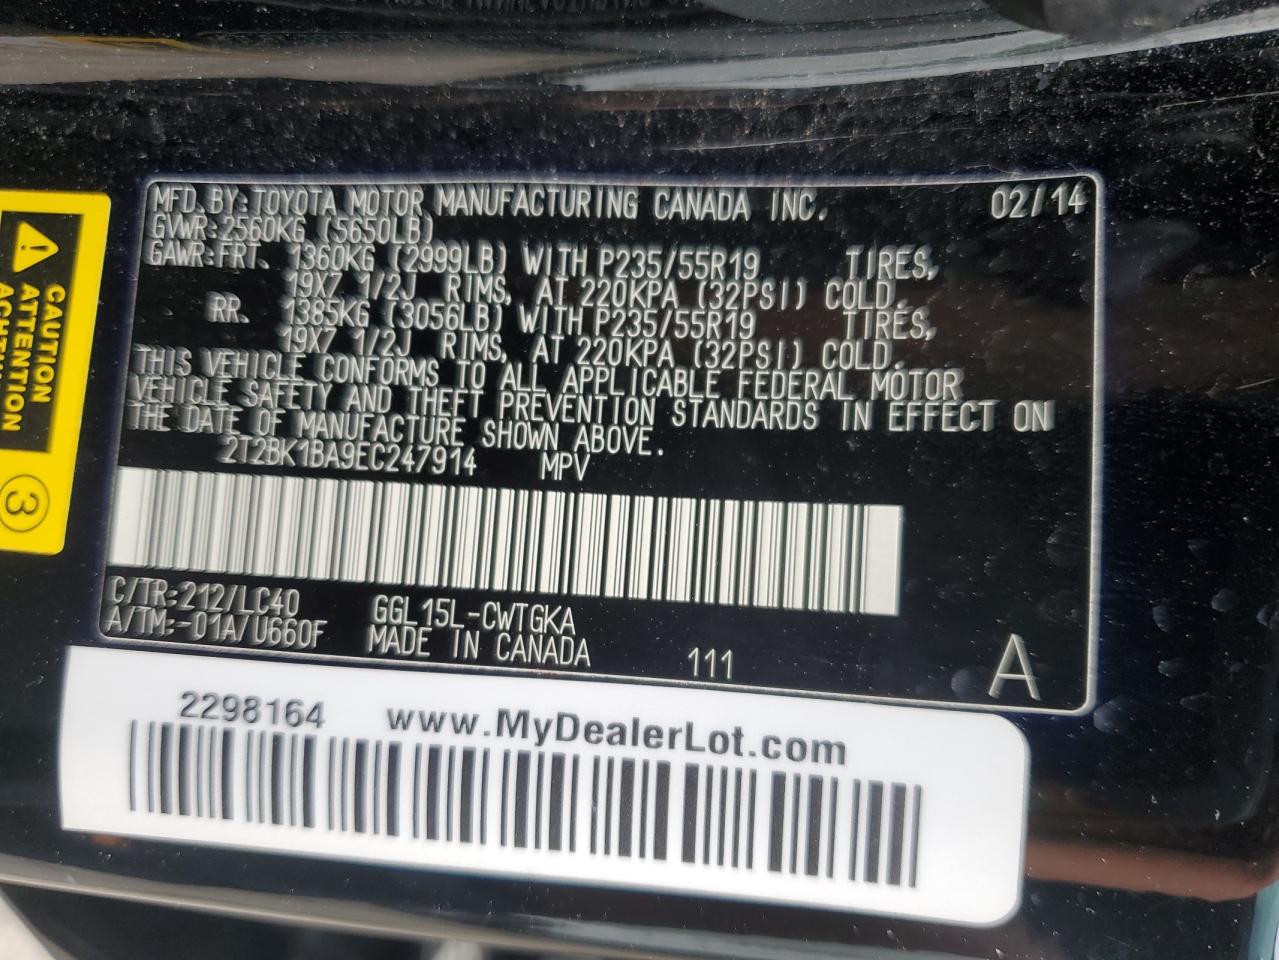 MFD. BY: TOYOTA MOTOR MANUFACTURING CANADA INC. 02/14
GVWR: 2560KG (5650LB)
GAWR: FRT. 1360KG (2999LB) WITH P235/55R19 TIRES,
19X7 1/2J RIMS, AT 220KPA (32PSI) COLD.
RR. 1385KG (3056LB) WITH P235/55R19 TIRES,
19X7 1/2J RIMS, AT 220KPA (32PSI) COLD.
THIS VEHICLE CONFORMS TO ALL APPLICABLE FEDERAL MOTOR
VEHICLE SAFETY AND THEFT PREVENTION STANDARDS IN EFFECT ON
THE DATE OF MANUFACTURE SHOWN ABOVE.
2T2BK1BA9EC247914 MPV
C/TR: 212/LC40 GGL15L-CWTGKA
A/TM: -01A/U660F MADE IN CANADA 111
A
2298164 www.MyDealerLot.com
CAUTION
ATTENTION
3